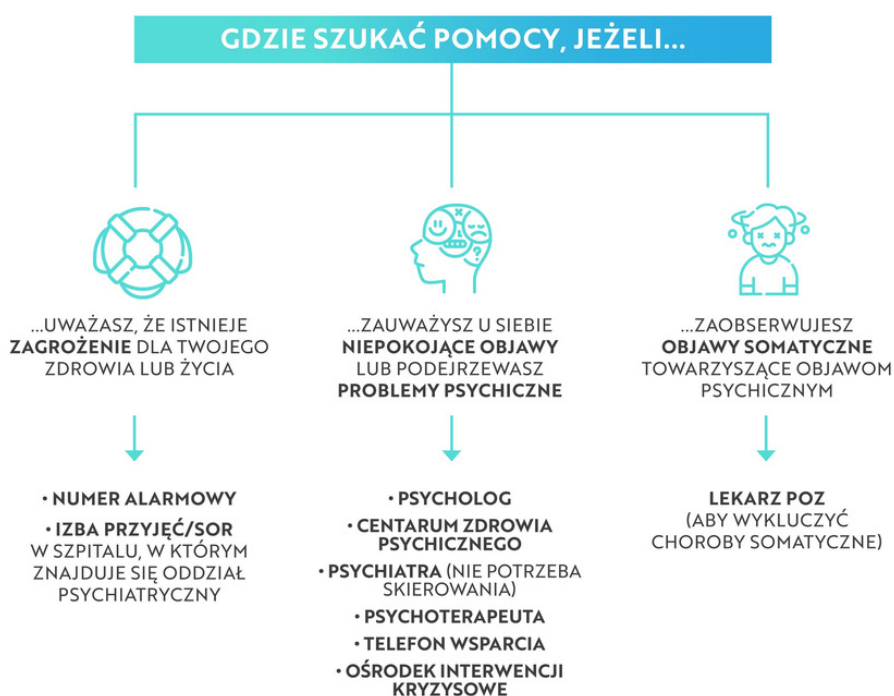 GDZIE SZUKAĆ POMOCY, JEŻELI...
...UWAŻASZ, ŻE ISTNIEJE
ZAGROŻENIE DLA TWOJEGO
ZDROWIA LUB ŻYCIA
• NUMER ALARMOWY
• IZBA PRZYJĘĆ/SOR
W SZPITALU, W KTÓRYM
ZNAJDUJE SIĘ ODDZIAŁ
PSYCHIATRYCZNY
...ZAUWAŻYSZ U SIEBIE
NIEPOKOJĄCE OBJAWY
LUB PODEJRZEWASZ
PROBLEMY PSYCHICZNE
• PSYCHOLOG
• CENTARUM ZDROWIA
PSYCHICZNEGO
• PSYCHIATRA (NIE POTRZEBA
SKIEROWANIA)
• PSYCHOTERAPEUTA
• TELEFON WSPARCIA
• OŚRODEK INTERWENCJI
KRYZYSOWE
...ZAOBSERWUJESZ
OBJAWY SOMATYCZNE
TOWARZYSZĄCE OBJAWOM
PSYCHICZNYM
LEKARZ POZ
(ABY WYKLUCZYĆ
CHOROBY SOMATYCZNE)